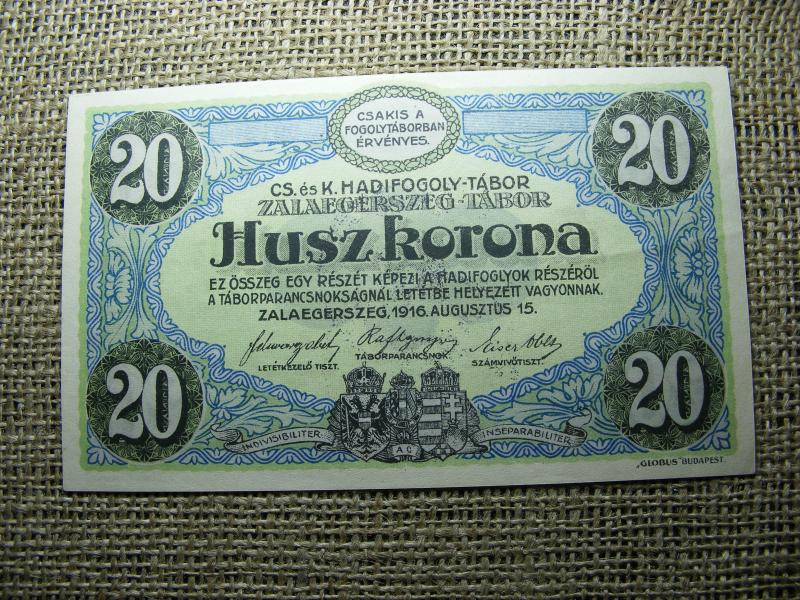 CSAKIS A
FOGOLYTÁBORBAN
ÉRVÉNYES.
20 20
CS. és K. HADIFOGOLY-TÁBOR
ZALAEGERSZEG-TÁBOR
Husz korona
EZ ÖSSZEG EGY RÉSZÉT KÉPEZI A HADIFOGLYOK RÉSZÉRŐL
A TÁBORPARANCSNOKSÁGNÁL LETÉTBE HELYEZETT VAGYONNAK.
ZALAEGERSZEG, 1916. AUGUSZTUS 15.
LETÉTKEZELŐ TISZT. TÁBORPARANCSNOK. SZÁMVIVŐTISZT.
20 20
INDIVISIBILITER AC INSEPARABILITER
„GLOBUS" BUDAPEST.